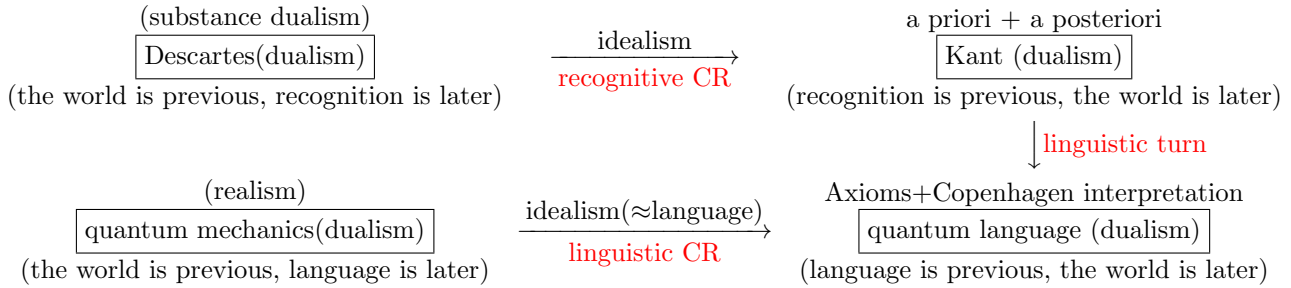 (substance dualism)
Descartes(dualism)
(the world is previous, recognition is later)
idealism
recognitive CR
a priori + a posteriori
Kant (dualism)
(recognition is previous, the world is later)
linguistic turn
(realism)
quantum mechanics(dualism)
(the world is previous, language is later)
idealism(≈language)
linguistic CR
Axioms+Copenhagen interpretation
quantum language (dualism)
(language is previous, the world is later)